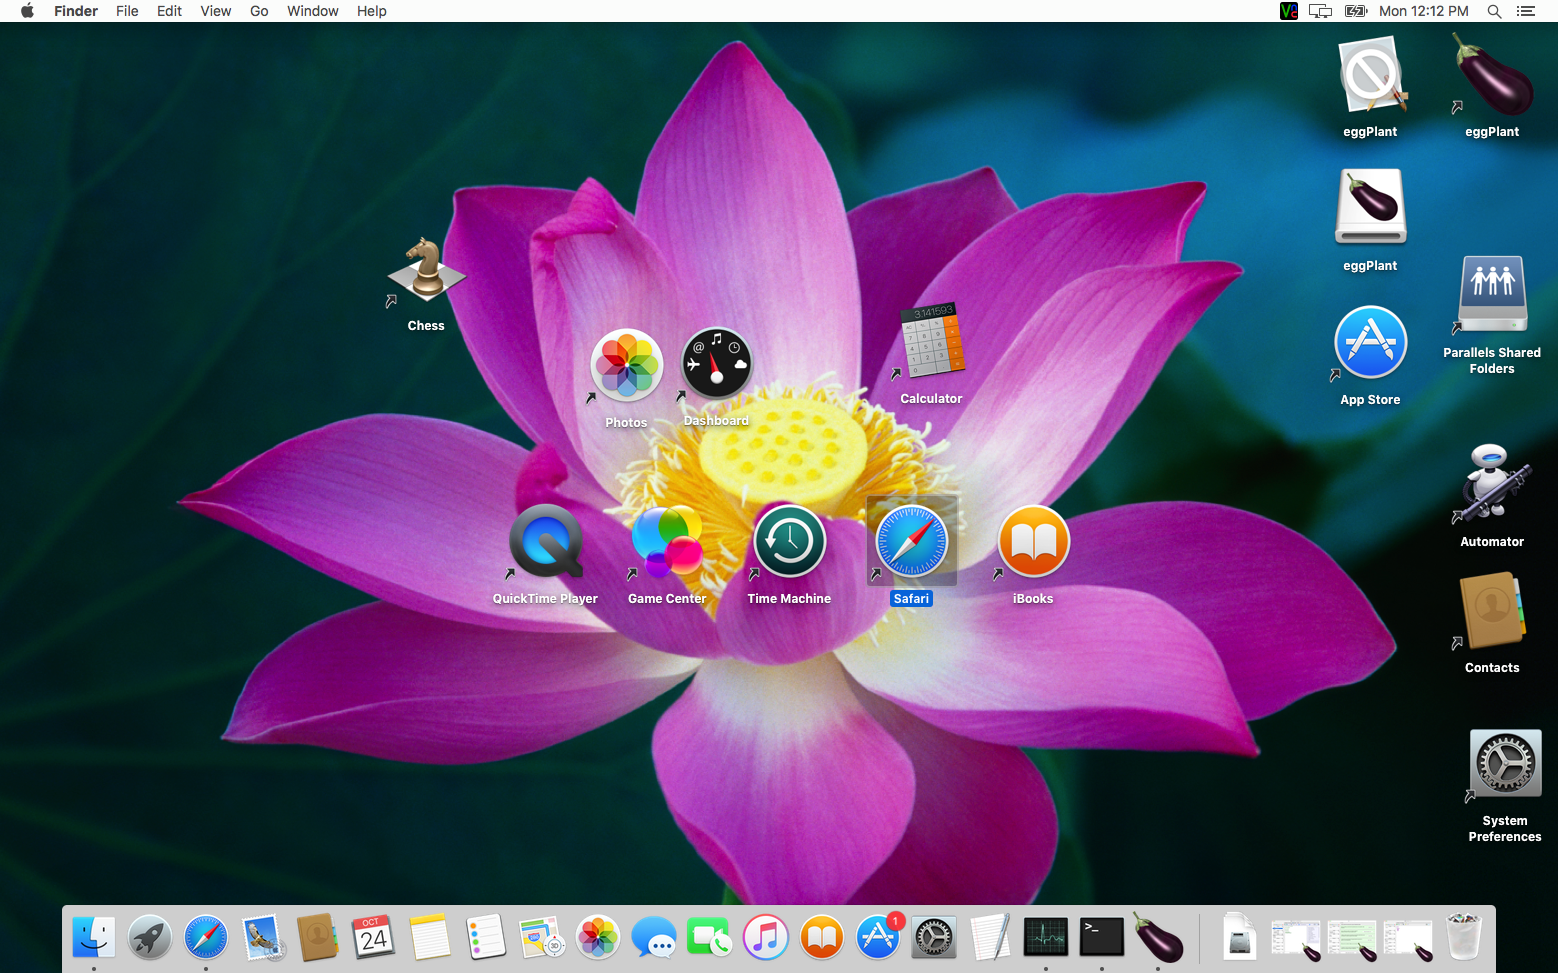 Finder File Edit View Go Window Help
Mon 12:12 PM
eggPlant
eggPlant
eggPlant
Chess
Parallels Shared
Folders
3.141593
Calculator
App Store
Photos
Dashboard
Automator
QuickTime Player
Game Center
Time Machine
Safari
iBooks
Contacts
System
Preferences
OCT
24
3D
1
>_